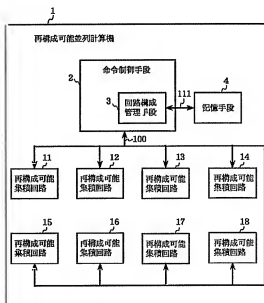 1
再構成可能並列計算機
2
命令制御手段
3
回路構成
管理手段
111
4
記憶手段
100
11
再構成可能
集積回路
12
再構成可能
集積回路
13
再構成可能
集積回路
14
再構成可能
集積回路
15
再構成可能
集積回路
16
再構成可能
集積回路
17
再構成可能
集積回路
18
再構成可能
集積回路